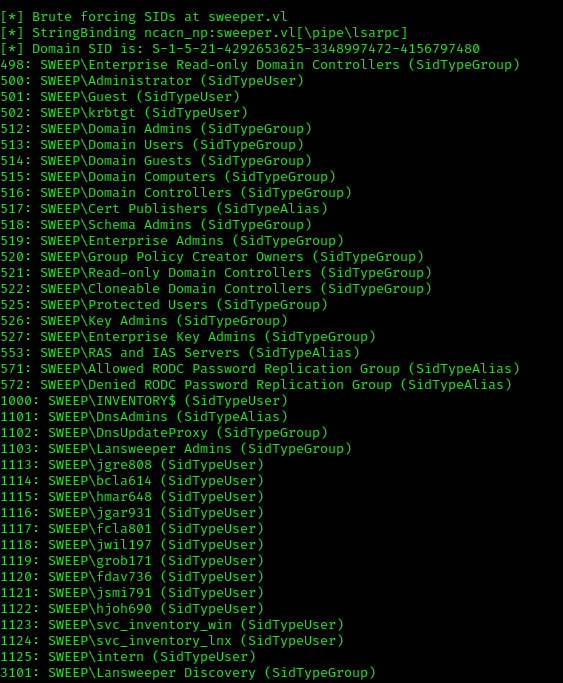 [*] Brute forcing SIDs at sweeper.vl
[*] StringBinding ncacn_np:sweeper.vl[\pipe\lsarpc]
[*] Domain SID is: S-1-5-21-4292653625-3348997472-4156797480
498: SWEEP\Enterprise Read-only Domain Controllers (SidTypeGroup)
500: SWEEP\Administrator (SidTypeUser)
501: SWEEP\Guest (SidTypeUser)
502: SWEEP\krbtgt (SidTypeUser)
512: SWEEP\Domain Admins (SidTypeGroup)
513: SWEEP\Domain Users (SidTypeGroup)
514: SWEEP\Domain Guests (SidTypeGroup)
515: SWEEP\Domain Computers (SidTypeGroup)
516: SWEEP\Domain Controllers (SidTypeGroup)
517: SWEEP\Cert Publishers (SidTypeAlias)
518: SWEEP\Schema Admins (SidTypeGroup)
519: SWEEP\Enterprise Admins (SidTypeGroup)
520: SWEEP\Group Policy Creator Owners (SidTypeGroup)
521: SWEEP\Read-only Domain Controllers (SidTypeGroup)
522: SWEEP\Cloneable Domain Controllers (SidTypeGroup)
525: SWEEP\Protected Users (SidTypeGroup)
526: SWEEP\Key Admins (SidTypeGroup)
527: SWEEP\Enterprise Key Admins (SidTypeGroup)
553: SWEEP\RAS and IAS Servers (SidTypeAlias)
571: SWEEP\Allowed RODC Password Replication Group (SidTypeAlias)
572: SWEEP\Denied RODC Password Replication Group (SidTypeAlias)
1000: SWEEP\INVENTORY$ (SidTypeUser)
1101: SWEEP\DnsAdmins (SidTypeAlias)
1102: SWEEP\DnsUpdateProxy (SidTypeGroup)
1103: SWEEP\Lansweeper Admins (SidTypeGroup)
1113: SWEEP\jgre808 (SidTypeUser)
1114: SWEEP\bcla614 (SidTypeUser)
1115: SWEEP\hmar648 (SidTypeUser)
1116: SWEEP\jgar931 (SidTypeUser)
1117: SWEEP\fcla801 (SidTypeUser)
1118: SWEEP\jwil197 (SidTypeUser)
1119: SWEEP\grob171 (SidTypeUser)
1120: SWEEP\fdav736 (SidTypeUser)
1121: SWEEP\jsmi791 (SidTypeUser)
1122: SWEEP\hjoh690 (SidTypeUser)
1123: SWEEP\svc_inventory_win (SidTypeUser)
1124: SWEEP\svc_inventory_lnx (SidTypeUser)
1125: SWEEP\intern (SidTypeUser)
3101: SWEEP\Lansweeper Discovery (SidTypeGroup)